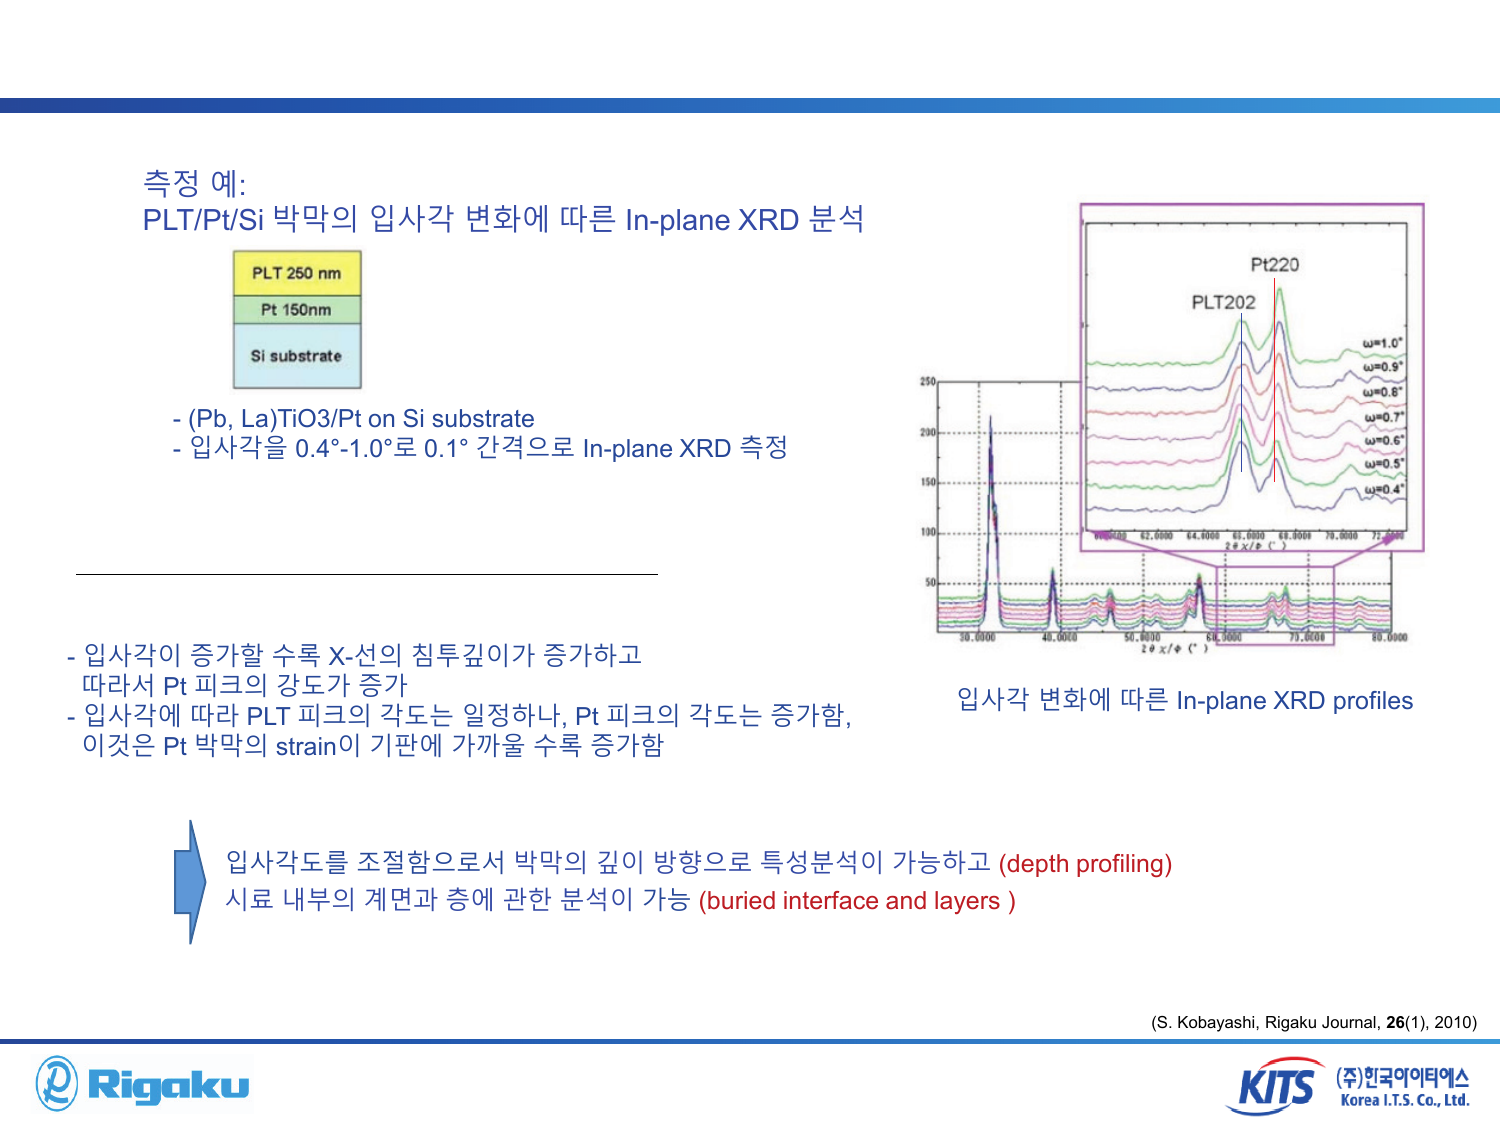 측정 예:
PLT/Pt/Si 박막의 입사각 변화에 따른 In-plane XRD 분석
PLT 250 nm
Pt 150nm
Si substrate
- (Pb, La)TiO3/Pt on Si substrate
- 입사각을 0.4°-1.0°로 0.1° 간격으로 In-plane XRD 측정
Pt220
PLT202
ω=1.0°
ω=0.9°
ω=0.8°
ω=0.7°
ω=0.6°
ω=0.5°
ω=0.4°
62.0000 64.0000 66.0000 68.0000 70.0000
2θχ/φ (°)
250
200
150
100
50
30.0000 40.0000 50.0000 60.0000 70.0000 80.0000
2θχ/φ (°)
입사각 변화에 따른 In-plane XRD profiles
- 입사각이 증가할 수록 X-선의 침투깊이가 증가하고
따라서 Pt 피크의 강도가 증가
- 입사각에 따라 PLT 피크의 각도는 일정하나, Pt 피크의 각도는 증가함,
이것은 Pt 박막의 strain이 기판에 가까울 수록 증가함
입사각도를 조절함으로서 박막의 깊이 방향으로 특성분석이 가능하고 (depth profiling)
시료 내부의 계면과 층에 관한 분석이 가능 (buried interface and layers )
(S. Kobayashi, Rigaku Journal, 26(1), 2010)
Rigaku
KITS
(주)한국아이티에스
Korea I.T.S. Co., Ltd.